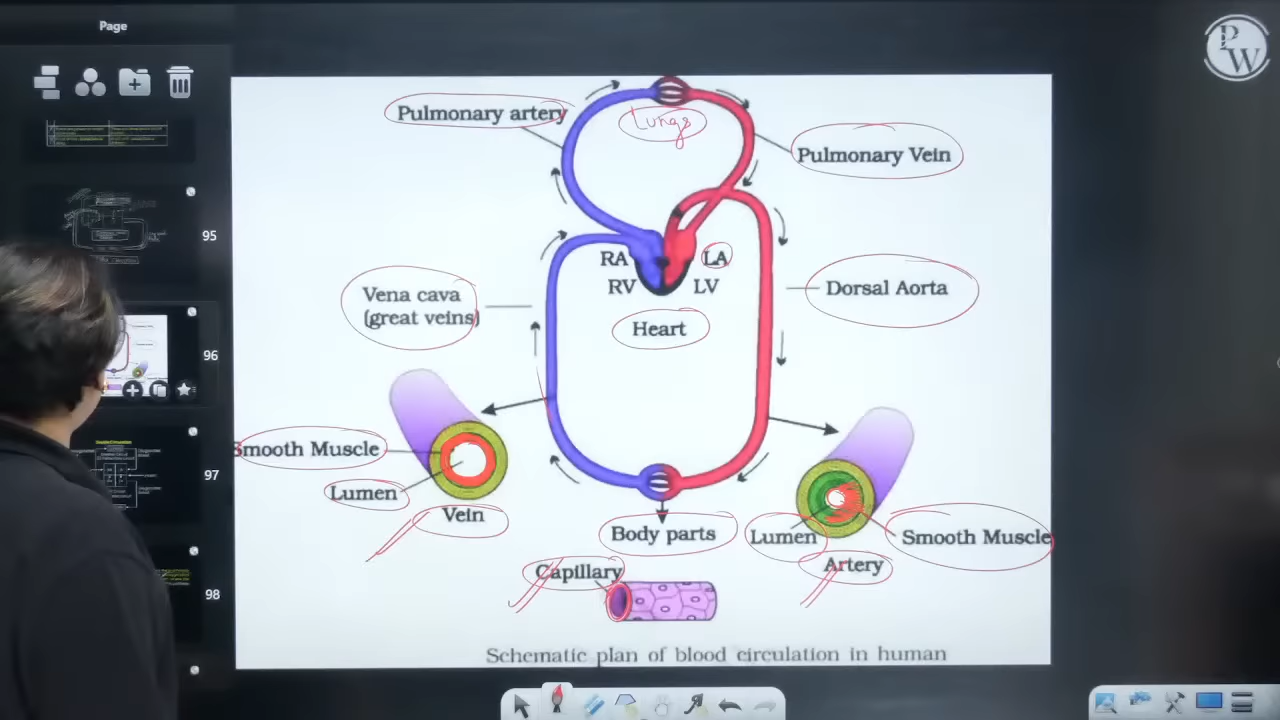 Page
PW
Pulmonary artery
Lungs
Pulmonary Vein
RA
LA
RV
LV
Vena cava
(great veins)
Dorsal Aorta
Heart
Smooth Muscle
Lumen
Vein
Body parts
Lumen
Smooth Muscle
Artery
Capillary
Schematic plan of blood circulation in human
95
96
97
98